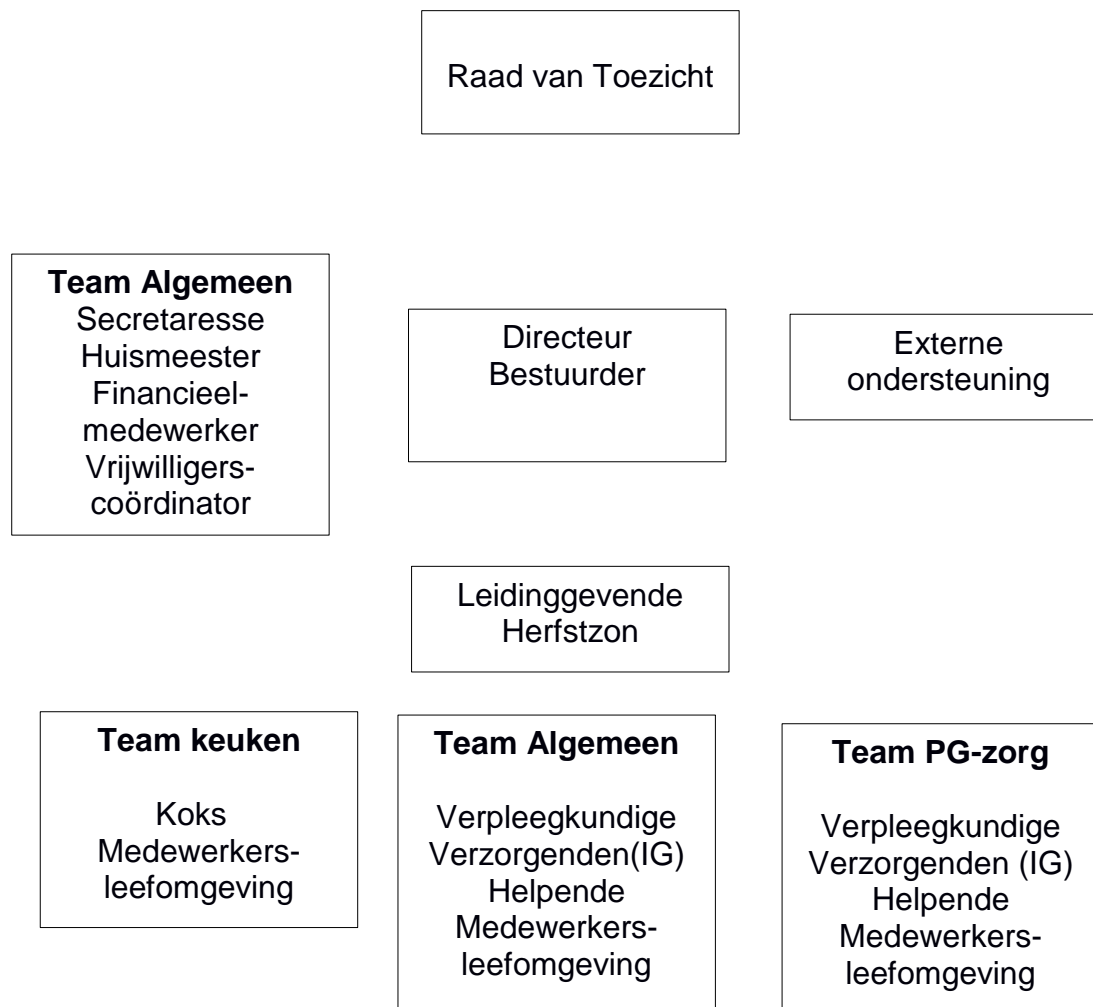 Raad van Toezicht
Team Algemeen
Secretaresse
Huismeester
Financieel-
medewerker
Vrijwilligers-
coördinator
Directeur
Bestuurder
Externe
ondersteuning
Leidinggevende
Herfstzon
Team keuken
Koks
Medewerkers-
leefomgeving
Team Algemeen
Verpleegkundige
Verzorgenden(IG)
Helpende
Medewerkers-
leefomgeving
Team PG-zorg
Verpleegkundige
Verzorgenden (IG)
Helpende
Medewerkers-
leefomgeving